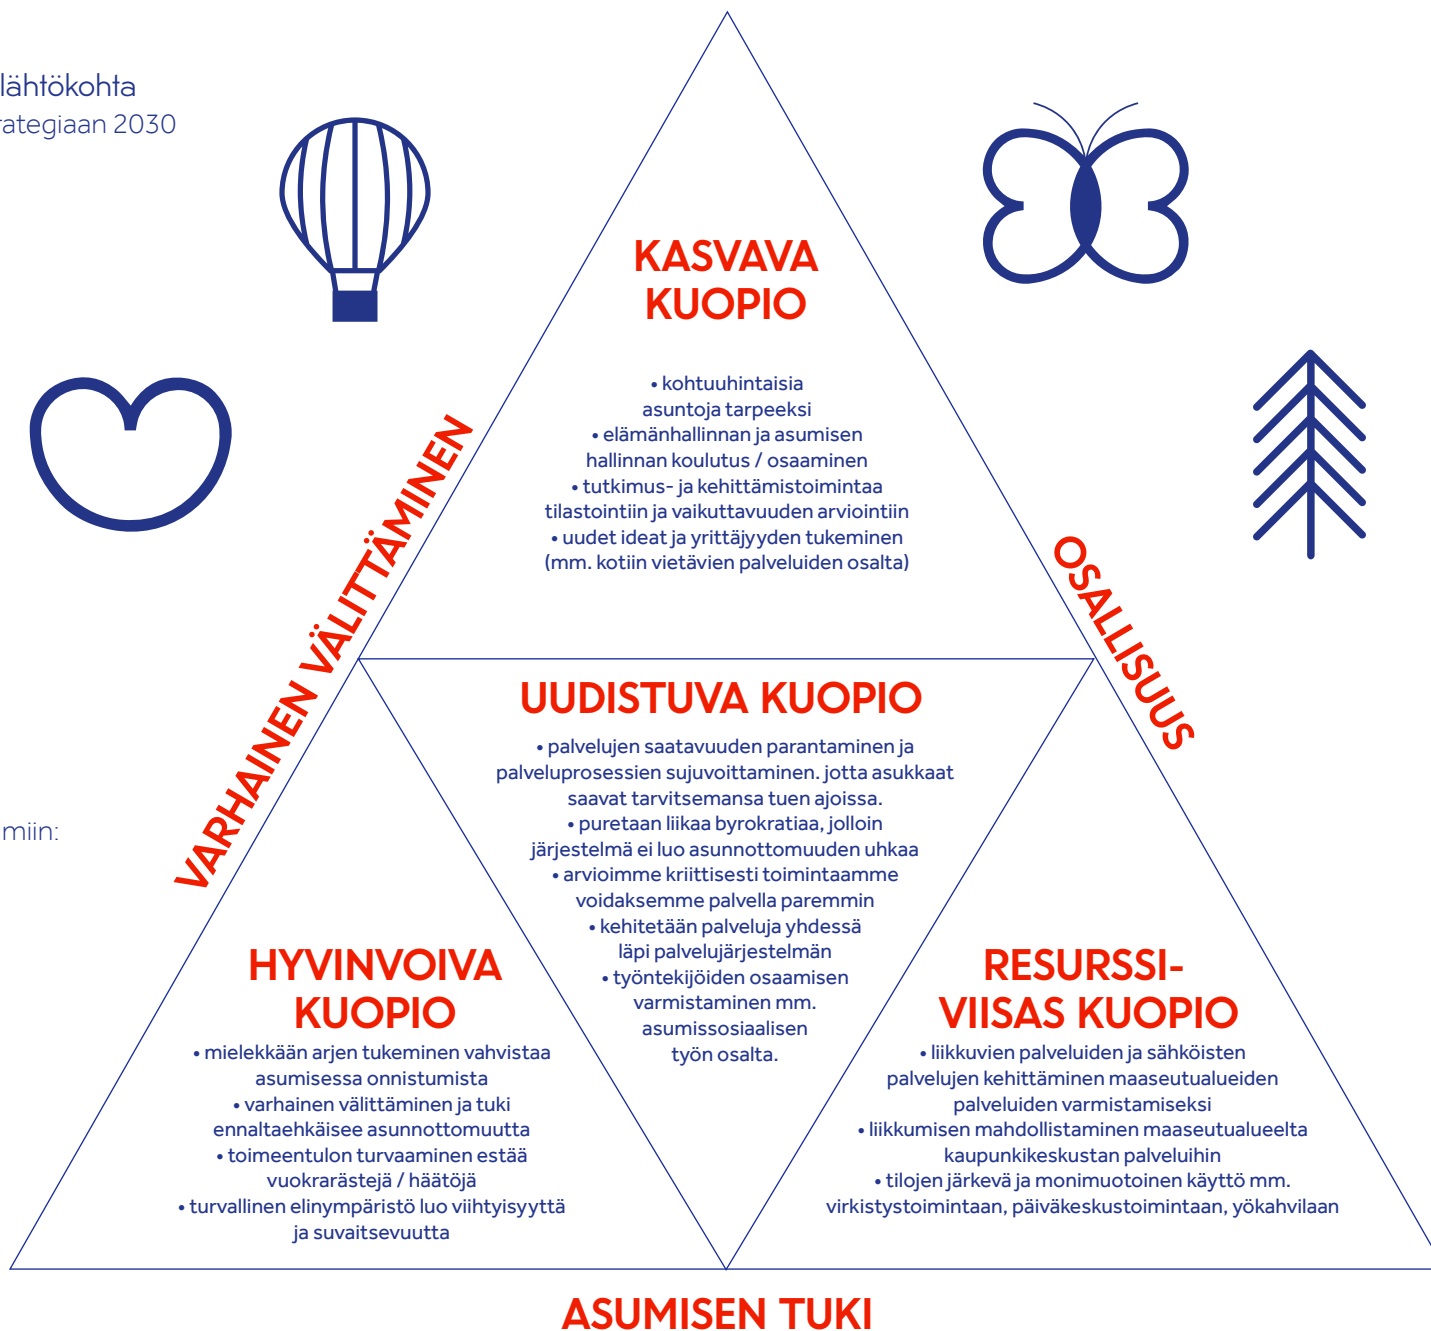 lähtökohta
rategiaan 2030
KASVAVA
KUOPIO
• kohtuuhintaisia
asuntoja tarpeeksi
• elämänhallinnan ja asumisen
hallinnan koulutus / osaaminen
• tutkimus- ja kehittämistoimintaa
tilastointiin ja vaikuttavuuden arviointiin
• uudet ideat ja yrittäjyyden tukeminen
(mm. kotiin vietävien palveluiden osalta)
VARHAINEN VÄLITTÄMINEN
OSALLISUUS
UUDISTUVA KUOPIO
• palvelujen saatavuuden parantaminen ja
palveluprosessien sujuvoittaminen. jotta asukkaat
saavat tarvitsemansa tuen ajoissa.
• puretaan liikaa byrokratiaa, jolloin
järjestelmä ei luo asunnottomuuden uhkaa
• arvioimme kriittisesti toimintaamme
voidaksemme palvella paremmin
• kehitetään palveluja yhdessä
läpi palvelujärjestelmän
• työntekijöiden osaamisen
varmistaminen mm.
asumissosiaalisen
työn osalta.
miin:
HYVINVOIVA
KUOPIO
• mielekkään arjen tukeminen vahvistaa
asumisessa onnistumista
• varhainen välittäminen ja tuki
ennaltaehkäisee asunnottomuutta
• toimeentulon turvaaminen estää
vuokrarästejä / häätöjä
• turvallinen elinympäristö luo viihtyisyyttä
ja suvaitsevuutta
RESURSSI-
VIISAS KUOPIO
• liikkuvien palveluiden ja sähköisten
palvelujen kehittäminen maaseutualueiden
palveluiden varmistamiseksi
• liikkumisen mahdollistaminen maaseutualueelta
kaupunkikeskustan palveluihin
• tilojen järkevä ja monimuotoinen käyttö mm.
virkistystoimintaan, päiväkeskustoimintaan, yökahvilaan
ASUMISEN TUKI